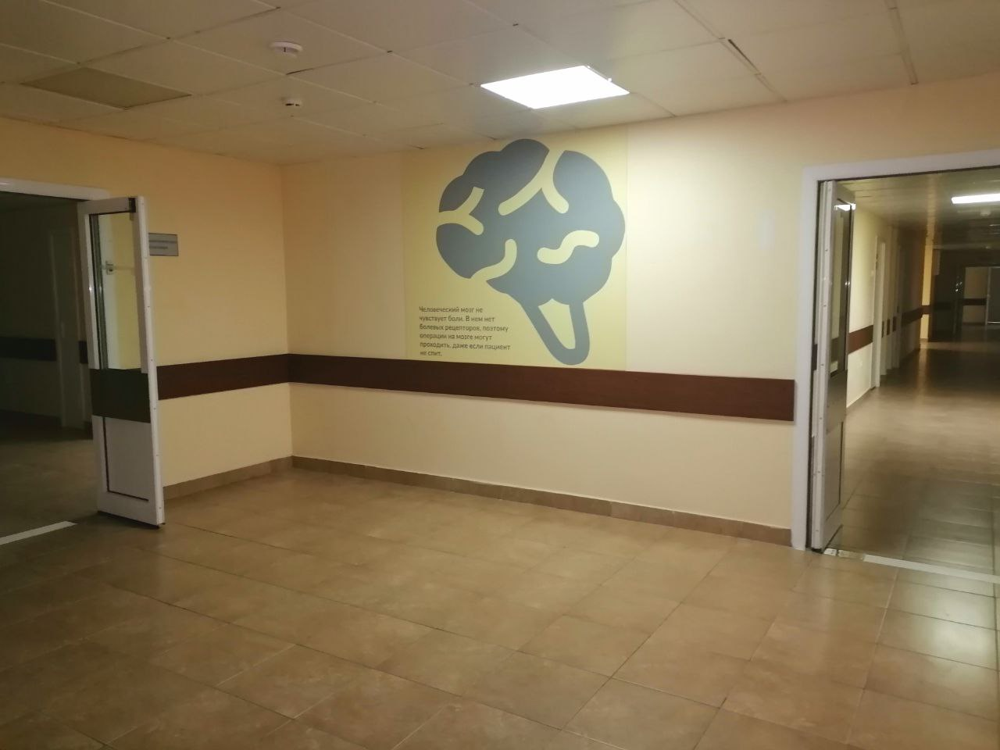 Человеческий мозг не
чувствует боли. В нем нет
болевых рецепторов, поэтому
операции на мозге могут
проходить, даже если пациент
не спит.